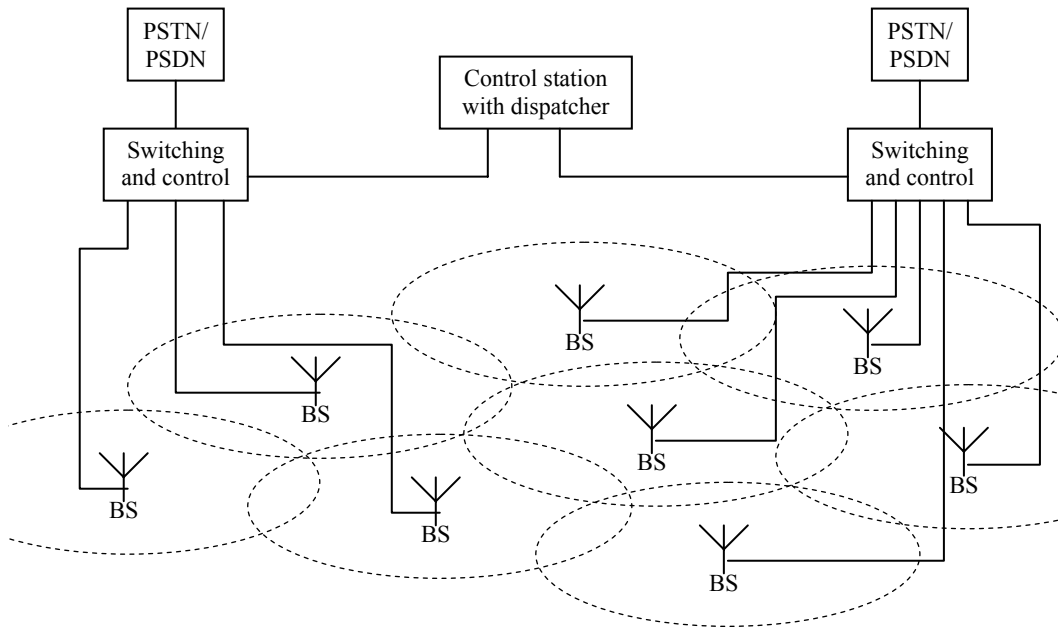 PSTN/
PSDN
PSTN/
PSDN
Control station
with dispatcher
Switching
and control
Switching
and control
BS
BS
BS
BS
BS
BS
BS
BS